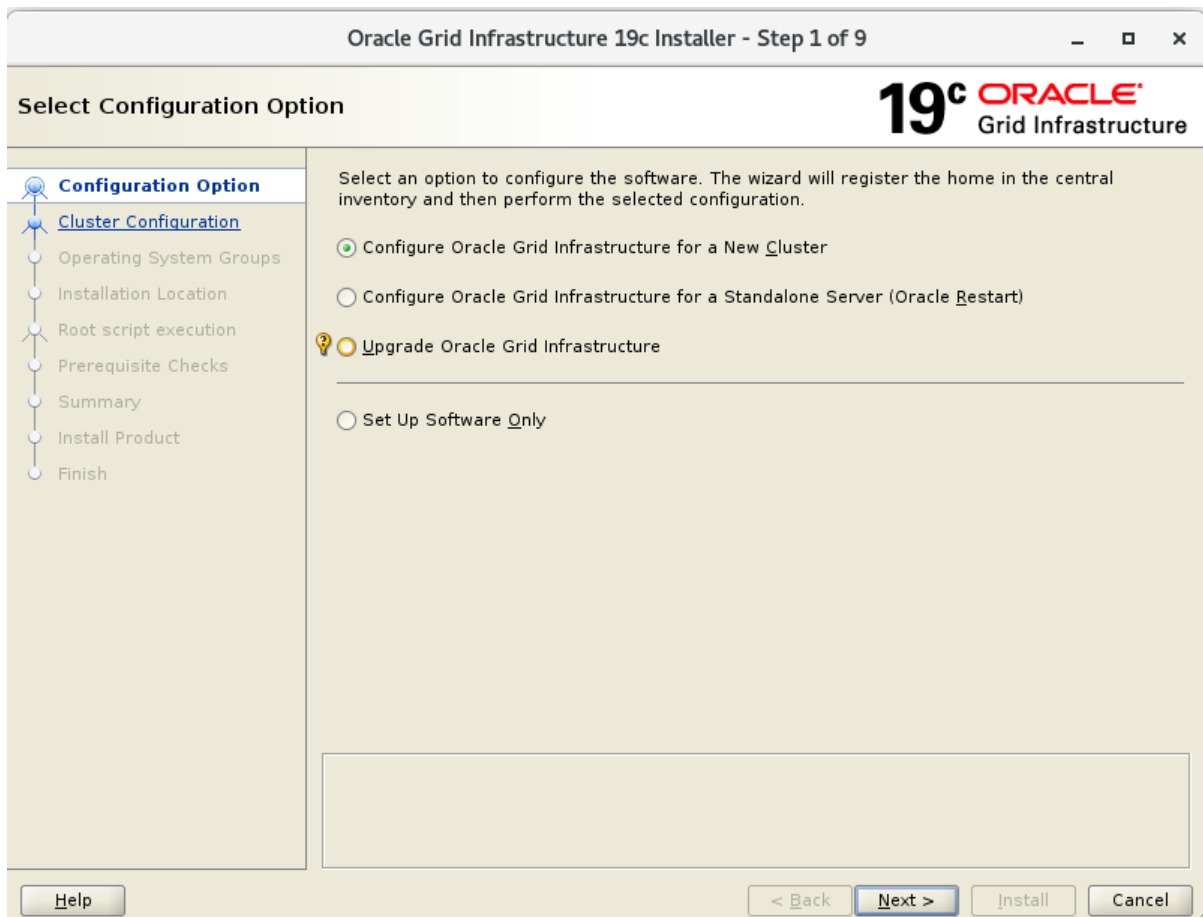 Oracle Grid Infrastructure 19c Installer - Step 1 of 9
Select Configuration Option
19c ORACLE
Grid Infrastructure
Configuration Option
Cluster Configuration
Operating System Groups
Installation Location
Root script execution
Prerequisite Checks
Summary
Install Product
Finish
Select an option to configure the software. The wizard will register the home in the central
inventory and then perform the selected configuration.
Configure Oracle Grid Infrastructure for a New Cluster
Configure Oracle Grid Infrastructure for a Standalone Server (Oracle Restart)
Upgrade Oracle Grid Infrastructure
Set Up Software Only
Help
< Back
Next >
Install
Cancel